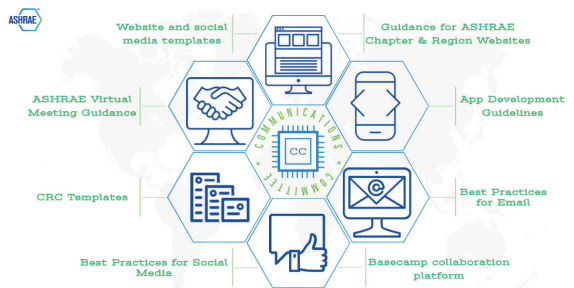 ASHRAE
Website and social
media templates
Guidance for ASHRAE
Chapter & Region Websites
ASHRAE Virtual
Meeting Guidance
App Development
Guidelines
COMMUNICATIONS
CC
COMMITTEE
CRC Templates
Best Practices
for Email
Best Practices for Social
Media
Basecamp collaboration
platform